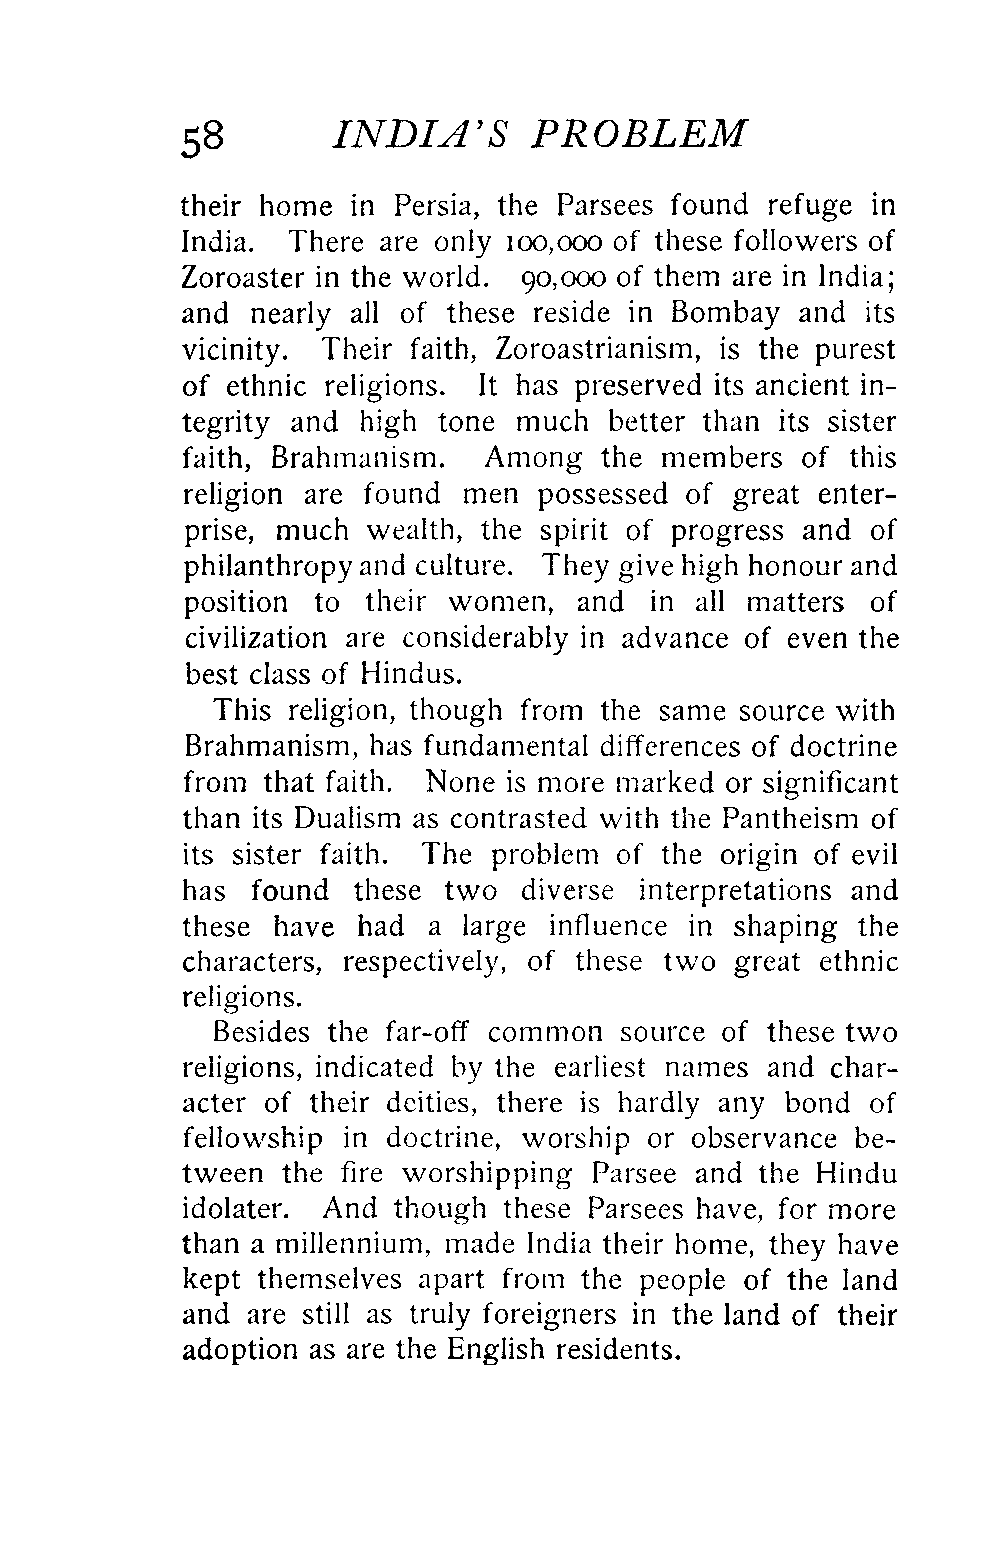 58 INDIA'S PROBLEM
their home in Persia, the Parsees found refuge in
India. There are only 100,000 of these followers of
Zoroaster in the world. 90,000 of them are in India;
and nearly all of these reside in Bombay and its
vicinity. Their faith, Zoroastrianism, is the purest
of ethnic religions. It has preserved its ancient in-
tegrity and high tone much better than its sister
faith, Brahmanism. Among the members of this
religion are found men possessed of great enter-
prise, much wealth, the spirit of progress and of
philanthropy and culture. They give high honour and
position to their women, and in all matters of
civilization are considerably in advance of even the
best class of Hindus.
This religion, though from the same source with
Brahmanism, has fundamental differences of doctrine
from that faith. None is more marked or significant
than its Dualism as contrasted with the Pantheism of
its sister faith. The problem of the origin of evil
has found these two diverse interpretations and
these have had a large influence in shaping the
characters, respectively, of these two great ethnic
religions.
Besides the far-off common source of these two
religions, indicated by the earliest names and char-
acter of their deities, there is hardly any bond of
fellowship in doctrine, worship or observance be-
tween the fire worshipping Parsee and the Hindu
idolater. And though these Parsees have, for more
than a millennium, made India their home, they have
kept themselves apart from the people of the land
and are still as truly foreigners in the land of their
adoption as are the English residents.